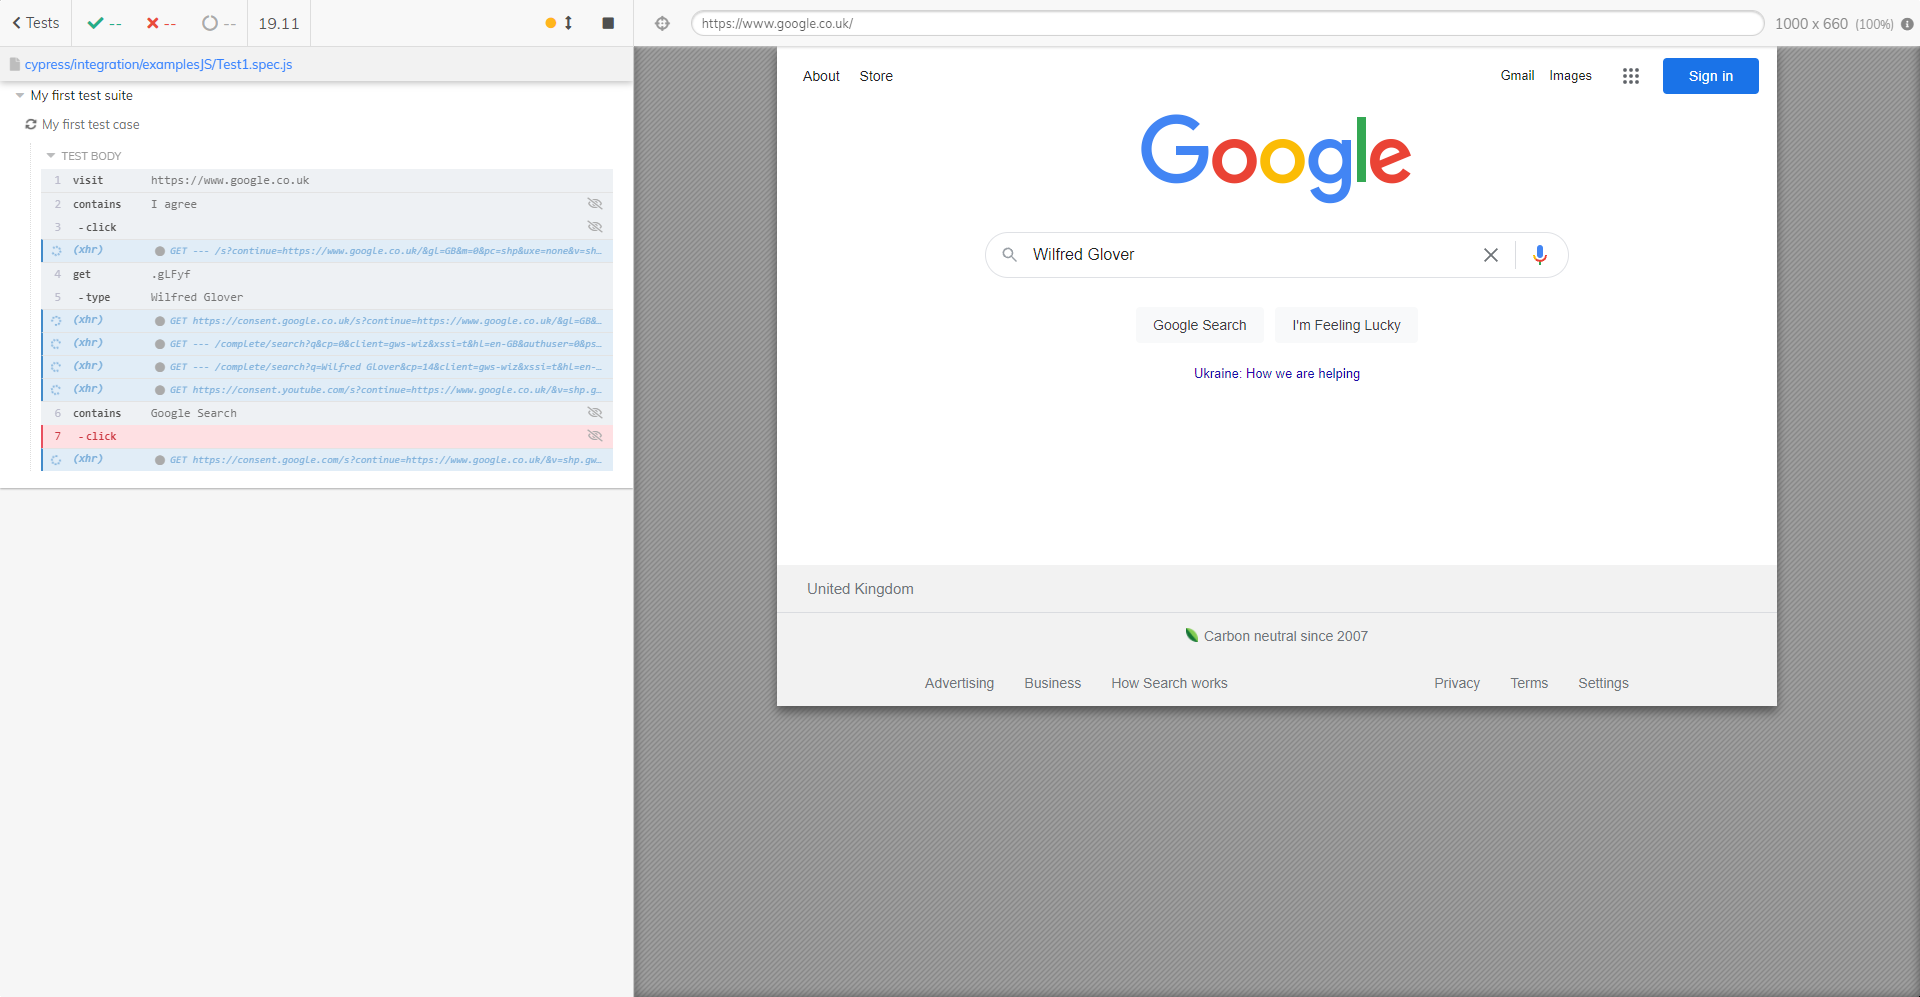 Tests
--
--
--
19.11
https://www.google.co.uk/
1000 x 660 (100%)
cypress/integration/examplesJS/Test1.spec.js
My first test suite
My first test case
TEST BODY
1 visit https://www.google.co.uk
2 contains I agree
3 -click
(xhr) GET --- /s?continue=https://www.google.co.uk/&gl=GB&m=0&pc=shp&uxe=none&v=sh…
4 get .gLFyf
5 -type Wilfred Glover
(xhr) GET https://consent.google.co.uk/s?continue=https://www.google.co.uk/&gl=GB&…
(xhr) GET --- /complete/search?q&cp=0&client=gws-wiz&xssi=t&hl=en-GB&authuser=0&ps…
(xhr) GET --- /complete/search?q=Wilfred Glover&cp=14&client=gws-wiz&xssi=t&hl=en-…
(xhr) GET https://consent.youtube.com/s?continue=https://www.google.co.uk/&v=shp.g…
6 contains Google Search
7 -click
(xhr) GET https://consent.google.com/s?continue=https://www.google.co.uk/&v=shp.gw…
About Store
Gmail Images Sign in
Google
Wilfred Glover
Google Search I'm Feeling Lucky
Ukraine: How we are helping
United Kingdom
Carbon neutral since 2007
Advertising Business How Search works Privacy Terms Settings